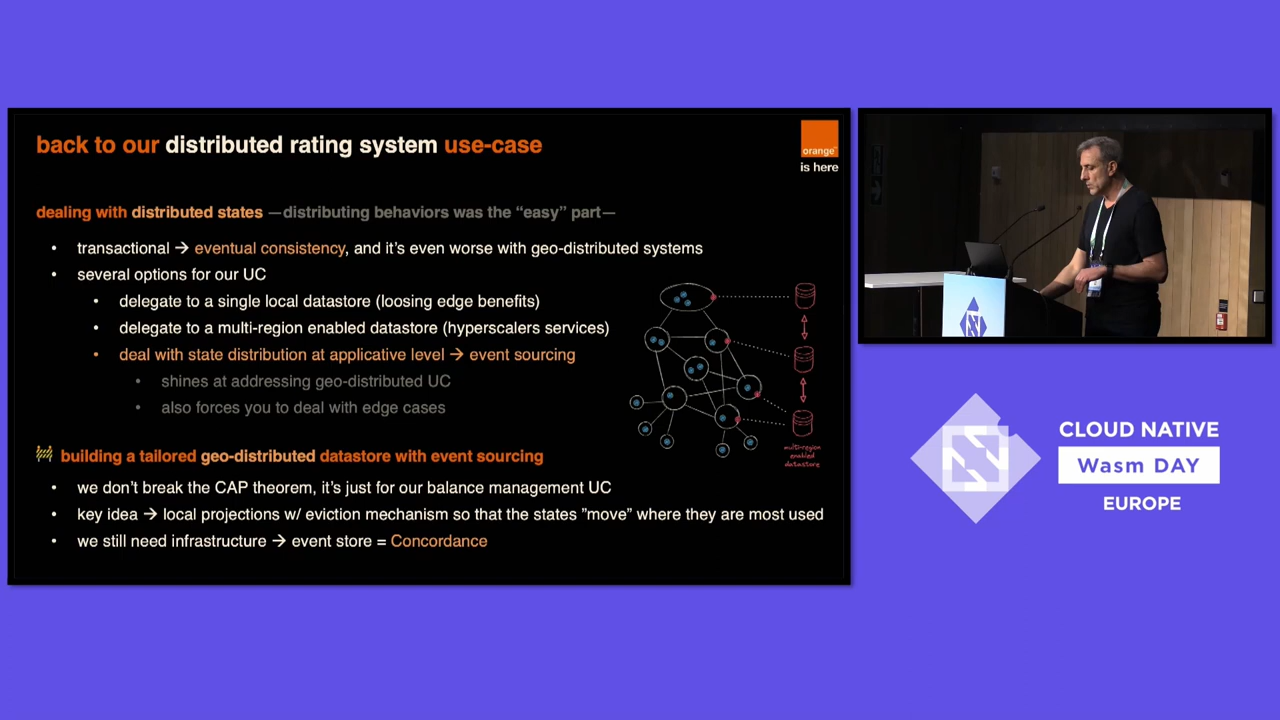 back to our distributed rating system use-case
orange™
is here
dealing with distributed states —distributing behaviors was the “easy” part—
• transactional → eventual consistency, and it’s even worse with geo-distributed systems
• several options for our UC
• delegate to a single local datastore (loosing edge benefits)
• delegate to a multi-region enabled datastore (hyperscalers services)
• deal with state distribution at applicative level → event sourcing
• shines at addressing geo-distributed UC
• also forces you to deal with edge cases
multi-region
enabled
datastore
🚧 building a tailored geo-distributed datastore with event sourcing
• we don’t break the CAP theorem, it’s just for our balance management UC
• key idea → local projections w/ eviction mechanism so that the states ”move” where they are most used
• we still need infrastructure → event store = Concordance
CLOUD NATIVE
Wasm DAY
EUROPE